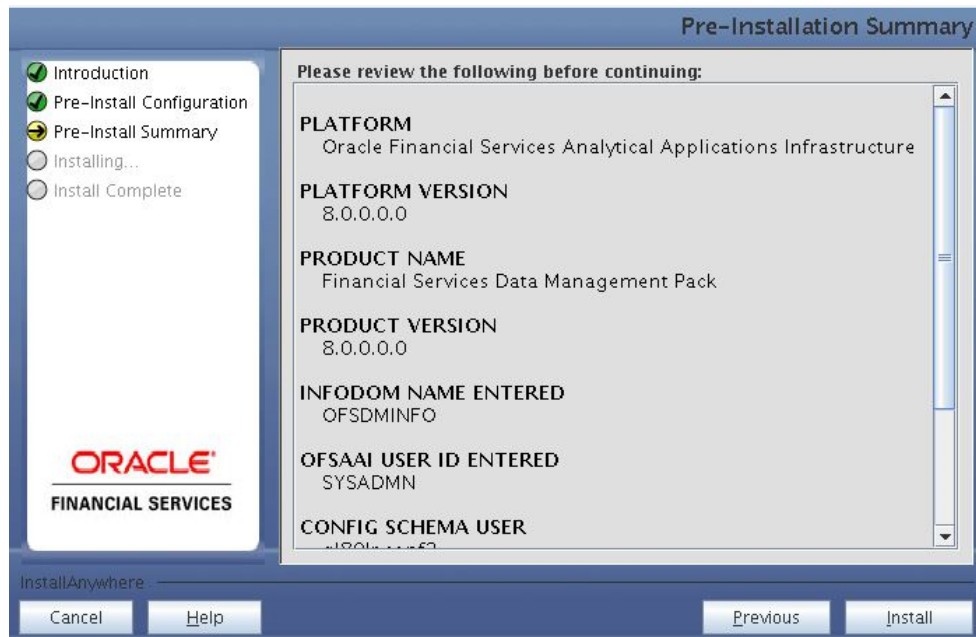 Pre-Installation Summary
Introduction
Pre-Install Configuration
Pre-Install Summary
Installing...
Install Complete
ORACLE®
FINANCIAL SERVICES
Please review the following before continuing:
PLATFORM
Oracle Financial Services Analytical Applications Infrastructure
PLATFORM VERSION
8.0.0.0.0
PRODUCT NAME
Financial Services Data Management Pack
PRODUCT VERSION
8.0.0.0.0
INFODOM NAME ENTERED
OFSDMINFO
OFSAAI USER ID ENTERED
SYSADMN
CONFIG SCHEMA USER
InstallAnywhere
Cancel
Help
Previous
Install